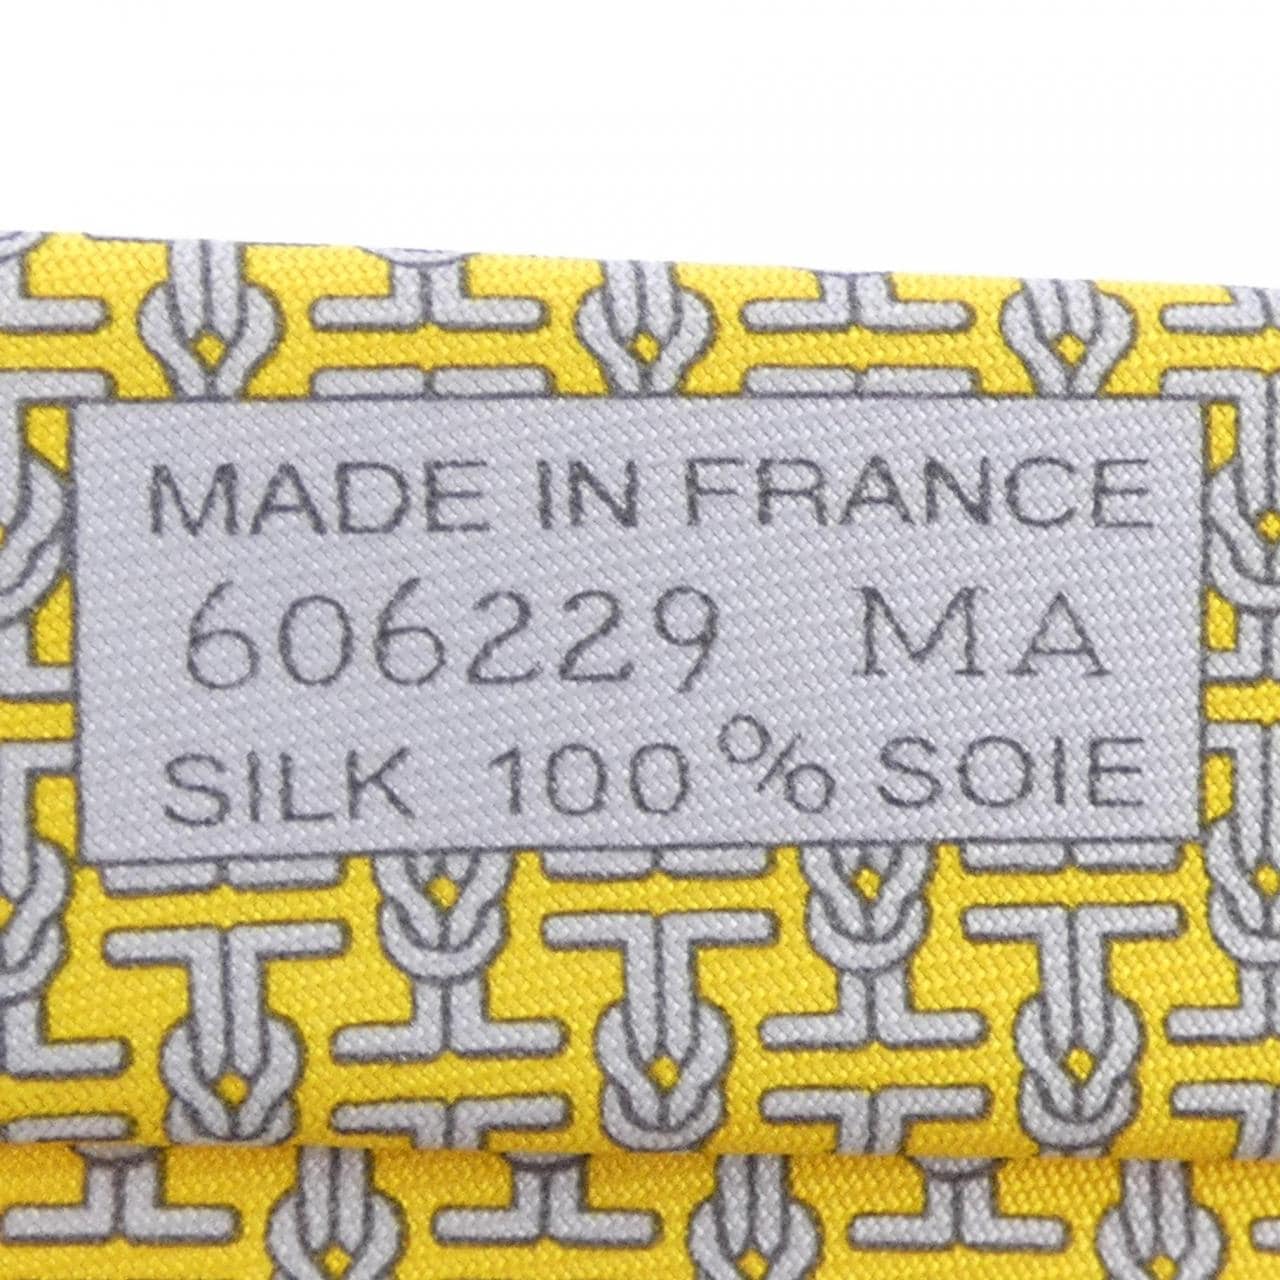 MADE IN FRANCE
606229 MA
SILK 100% SOIE